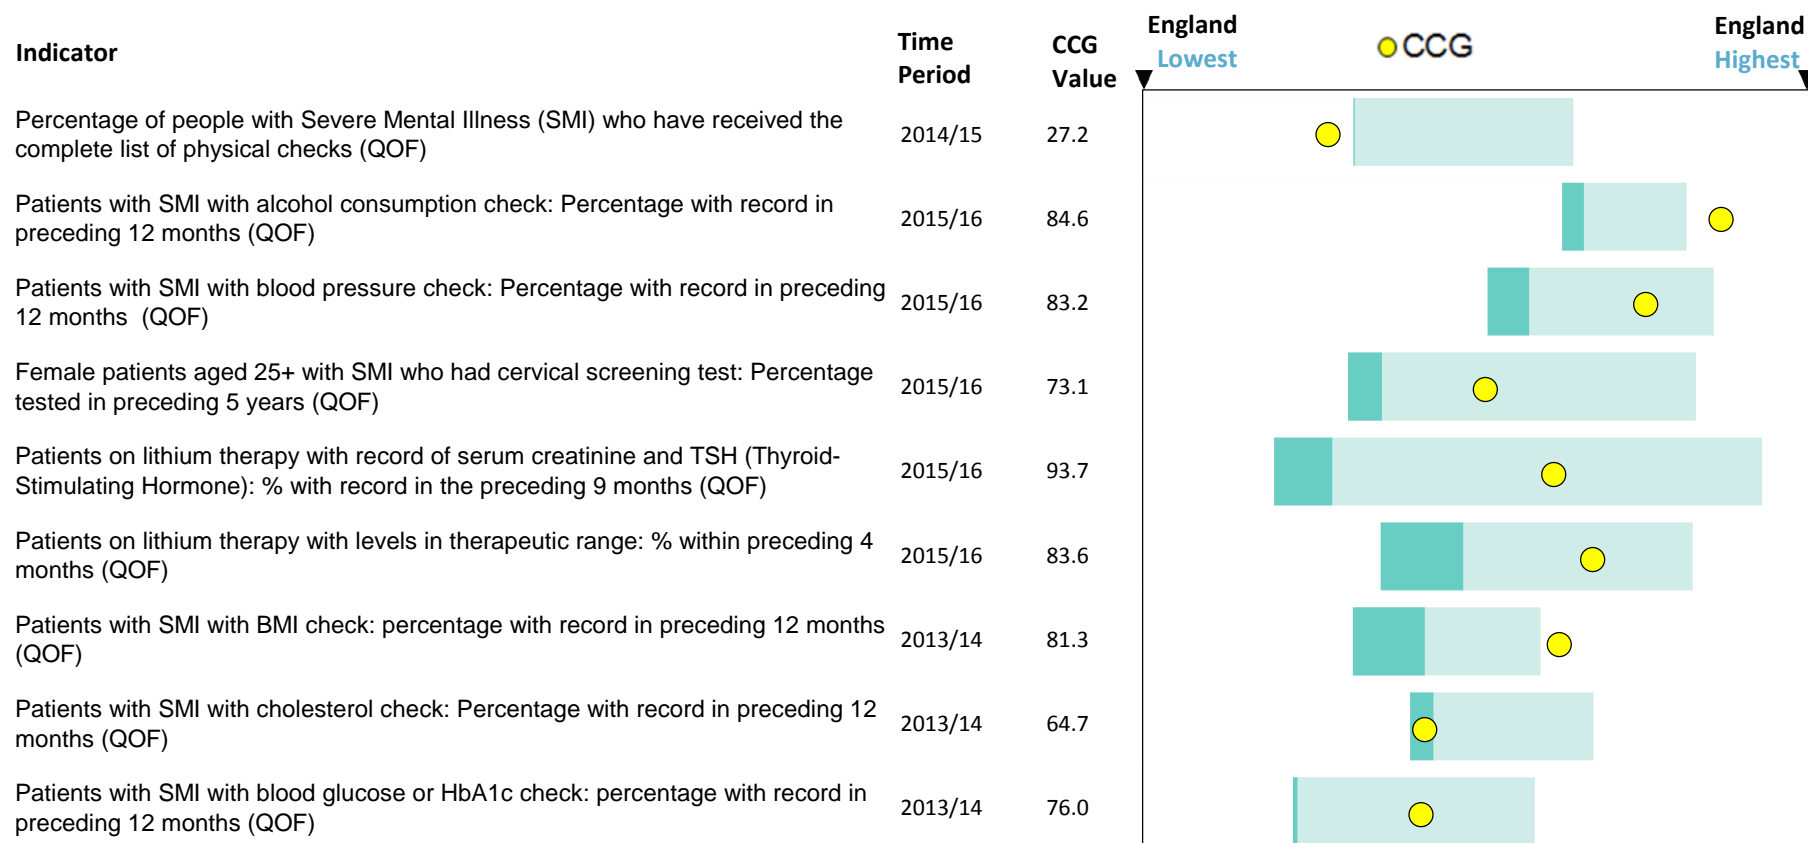 Indicator
Time Period
CCG Value
England Lowest
CCG
England Highest
Percentage of people with Severe Mental Illness (SMI) who have received the
complete list of physical checks (QOF)
2014/15
27.2
Patients with SMI with alcohol consumption check: Percentage with record in
preceding 12 months (QOF)
2015/16
84.6
Patients with SMI with blood pressure check: Percentage with record in preceding
12 months  (QOF)
2015/16
83.2
Female patients aged 25+ with SMI who had cervical screening test: Percentage
tested in preceding 5 years (QOF)
2015/16
73.1
Patients on lithium therapy with record of serum creatinine and TSH (Thyroid-
Stimulating Hormone): % with record in the preceding 9 months (QOF)
2015/16
93.7
Patients on lithium therapy with levels in therapeutic range: % within preceding 4
months (QOF)
2015/16
83.6
Patients with SMI with BMI check: percentage with record in preceding 12 months
(QOF)
2013/14
81.3
Patients with SMI with cholesterol check: Percentage with record in preceding 12
months (QOF)
2013/14
64.7
Patients with SMI with blood glucose or HbA1c check: percentage with record in
preceding 12 months (QOF)
2013/14
76.0